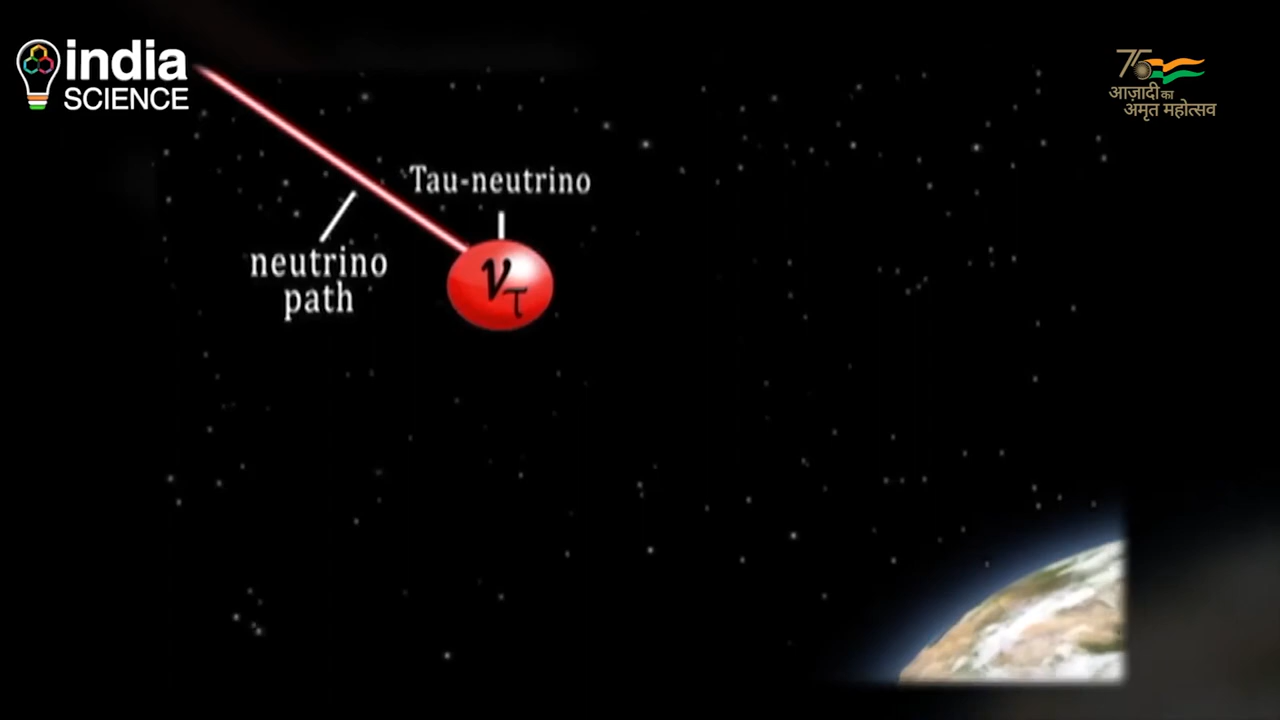 india
SCIENCE
75
आज़ादी का
अमृत महोत्सव
Tau-neutrino
neutrino
path
ντ